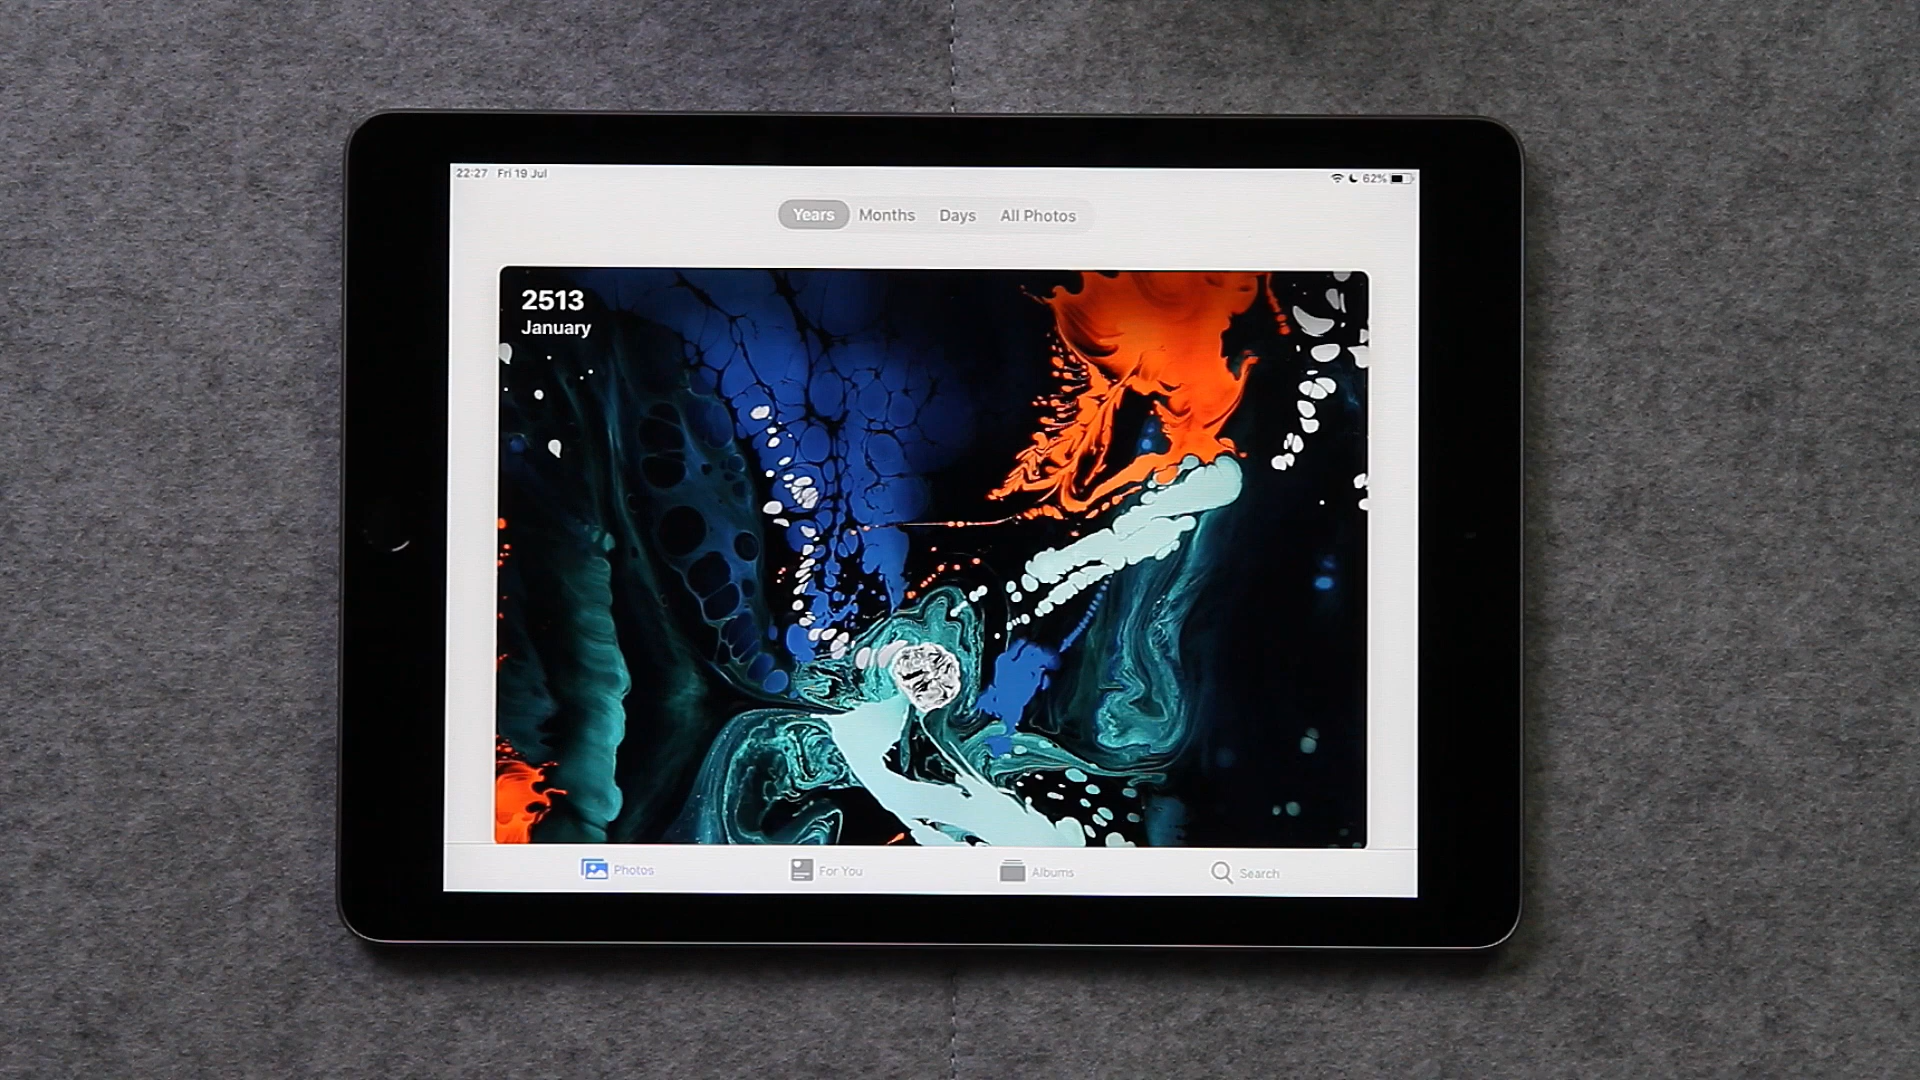 22:27 Fri 19 Jul 62%
Years Months Days All Photos
2513
January
Photos For You Albums Search